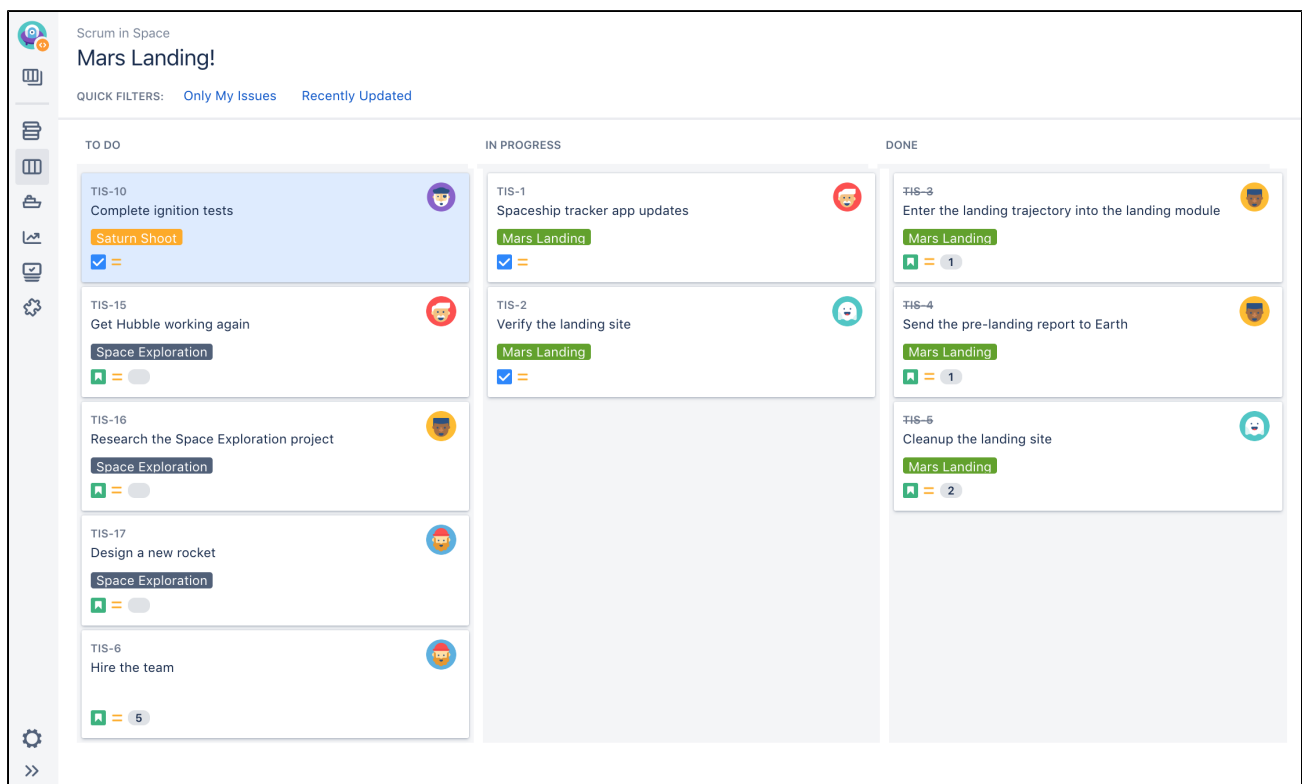 Scrum in Space
Mars Landing!
QUICK FILTERS: Only My Issues Recently Updated
TO DO
TIS-10
Complete ignition tests
Saturn Shoot
TIS-15
Get Hubble working again
Space Exploration
TIS-16
Research the Space Exploration project
Space Exploration
TIS-17
Design a new rocket
Space Exploration
TIS-6
Hire the team
5
IN PROGRESS
TIS-1
Spaceship tracker app updates
Mars Landing
TIS-2
Verify the landing site
Mars Landing
DONE
TIS-3
Enter the landing trajectory into the landing module
Mars Landing
1
TIS-4
Send the pre-landing report to Earth
Mars Landing
1
TIS-5
Cleanup the landing site
Mars Landing
2